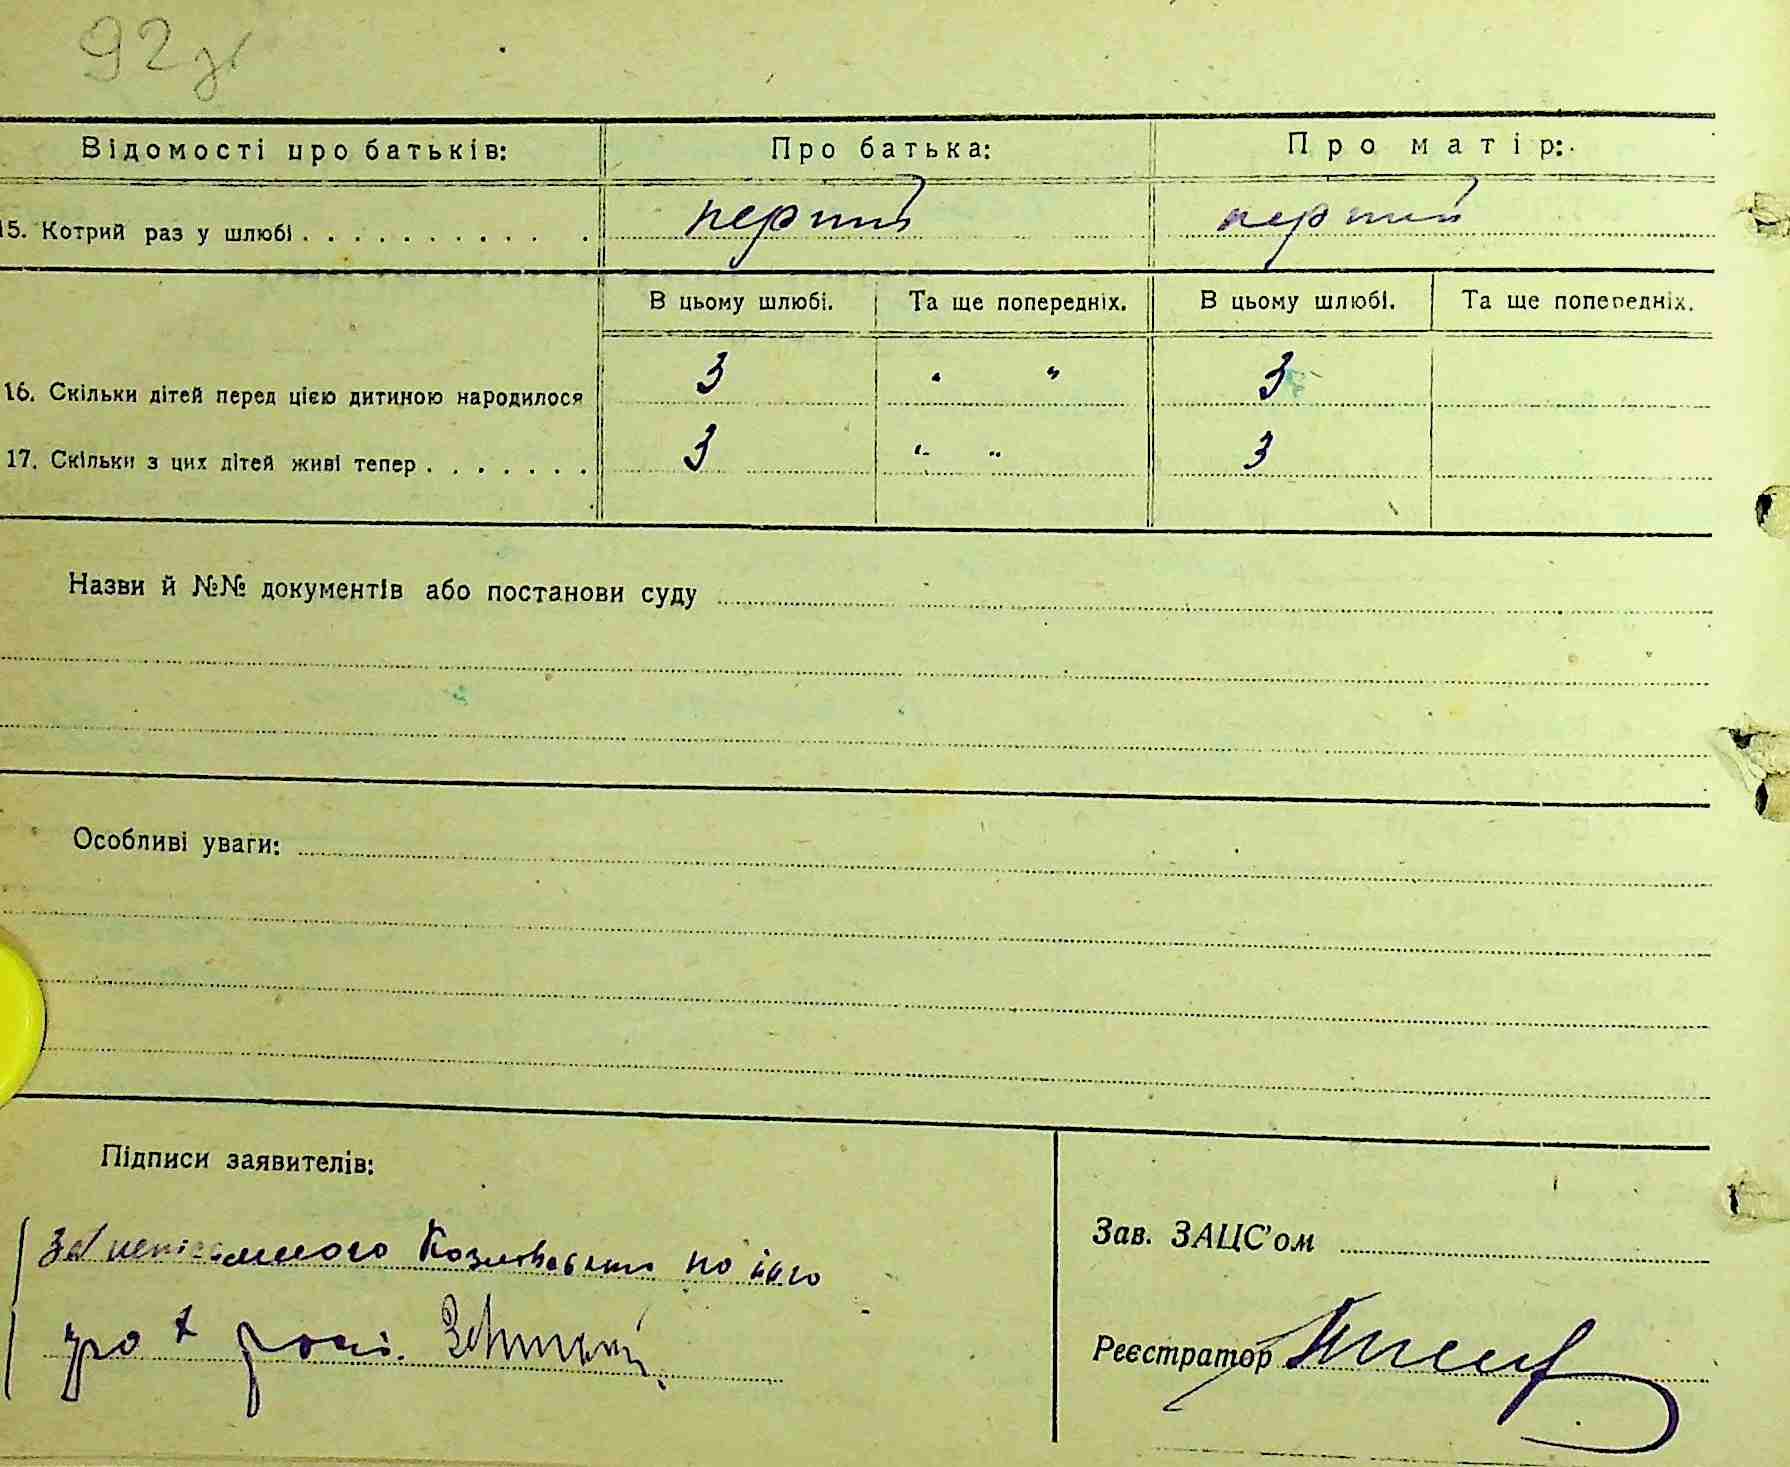 92
Відомості про батьків: Про батька: Про матір:
15. Котрий раз у шлюбі . . . . . . . . . . . . перший перший
В цьому шлюбі. Та ще попередніх. В цьому шлюбі. Та ще попередніх.
16. Скільки дітей перед цією дитиною народилося 3 " " 3
17. Скільки з цих дітей живі тепер . . . . . . . 3 " " 3
Назви й №№ документів або постанови суду
Особливі уваги:
Підписи заявителів:
За неписьменного по його
Зав. ЗАЦС'ом
Реєстратор